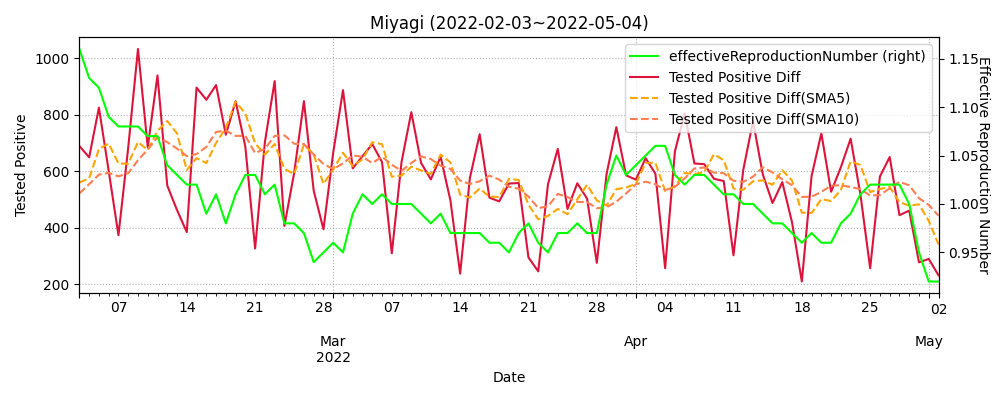 Miyagi (2022-02-03~2022-05-04)
effectiveReproductionNumber (right)
Tested Positive Diff
Tested Positive Diff(SMA5)
Tested Positive Diff(SMA10)
Tested Positive
1000
800
600
400
200
Effective Reproduction Number
1.15
1.10
1.05
1.00
0.95
07 14 21 28 07 14 21 28 04 11 18 25 02
Mar Apr May
2022
Date